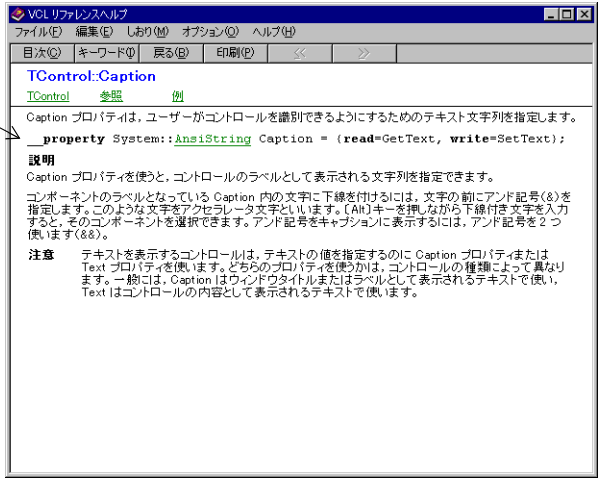 VCL リファレンスヘルプ
ファイル(F) 編集(E) しおり(M) オプション(O) ヘルプ(H)
目次(C) キーワード(I) 戻る(B) 印刷(P) << >>
TControl::Caption
TControl 参照 例
Caption プロパティは，ユーザーがコントロールを識別できるようにするためのテキスト文字列を指定します。
__property System::AnsiString Caption = {read=GetText, write=SetText};
説明
Caption プロパティを使うと，コントロールのラベルとして表示される文字列を指定できます。
コンポーネントのラベルとなっている Caption 内の文字に下線を付けるには，文字の前にアンド記号(&)を
指定します。このような文字をアクセラレータ文字といいます。〔Alt〕キーを押しながら下線付き文字を入力
すると，そのコンポーネントを選択できます。アンド記号をキャプションに表示するには，アンド記号を 2 つ
使います(&&)。
注意 テキストを表示するコントロールは，テキストの値を指定するのに Caption プロパティまたは
Text プロパティを使います。どちらのプロパティを使うかは，コントロールの種類によって異なり
ます。一般には，Caption はウィンドウタイトルまたはラベルとして表示されるテキストで使い，
Text はコントロールの内容として表示されるテキストで使います。